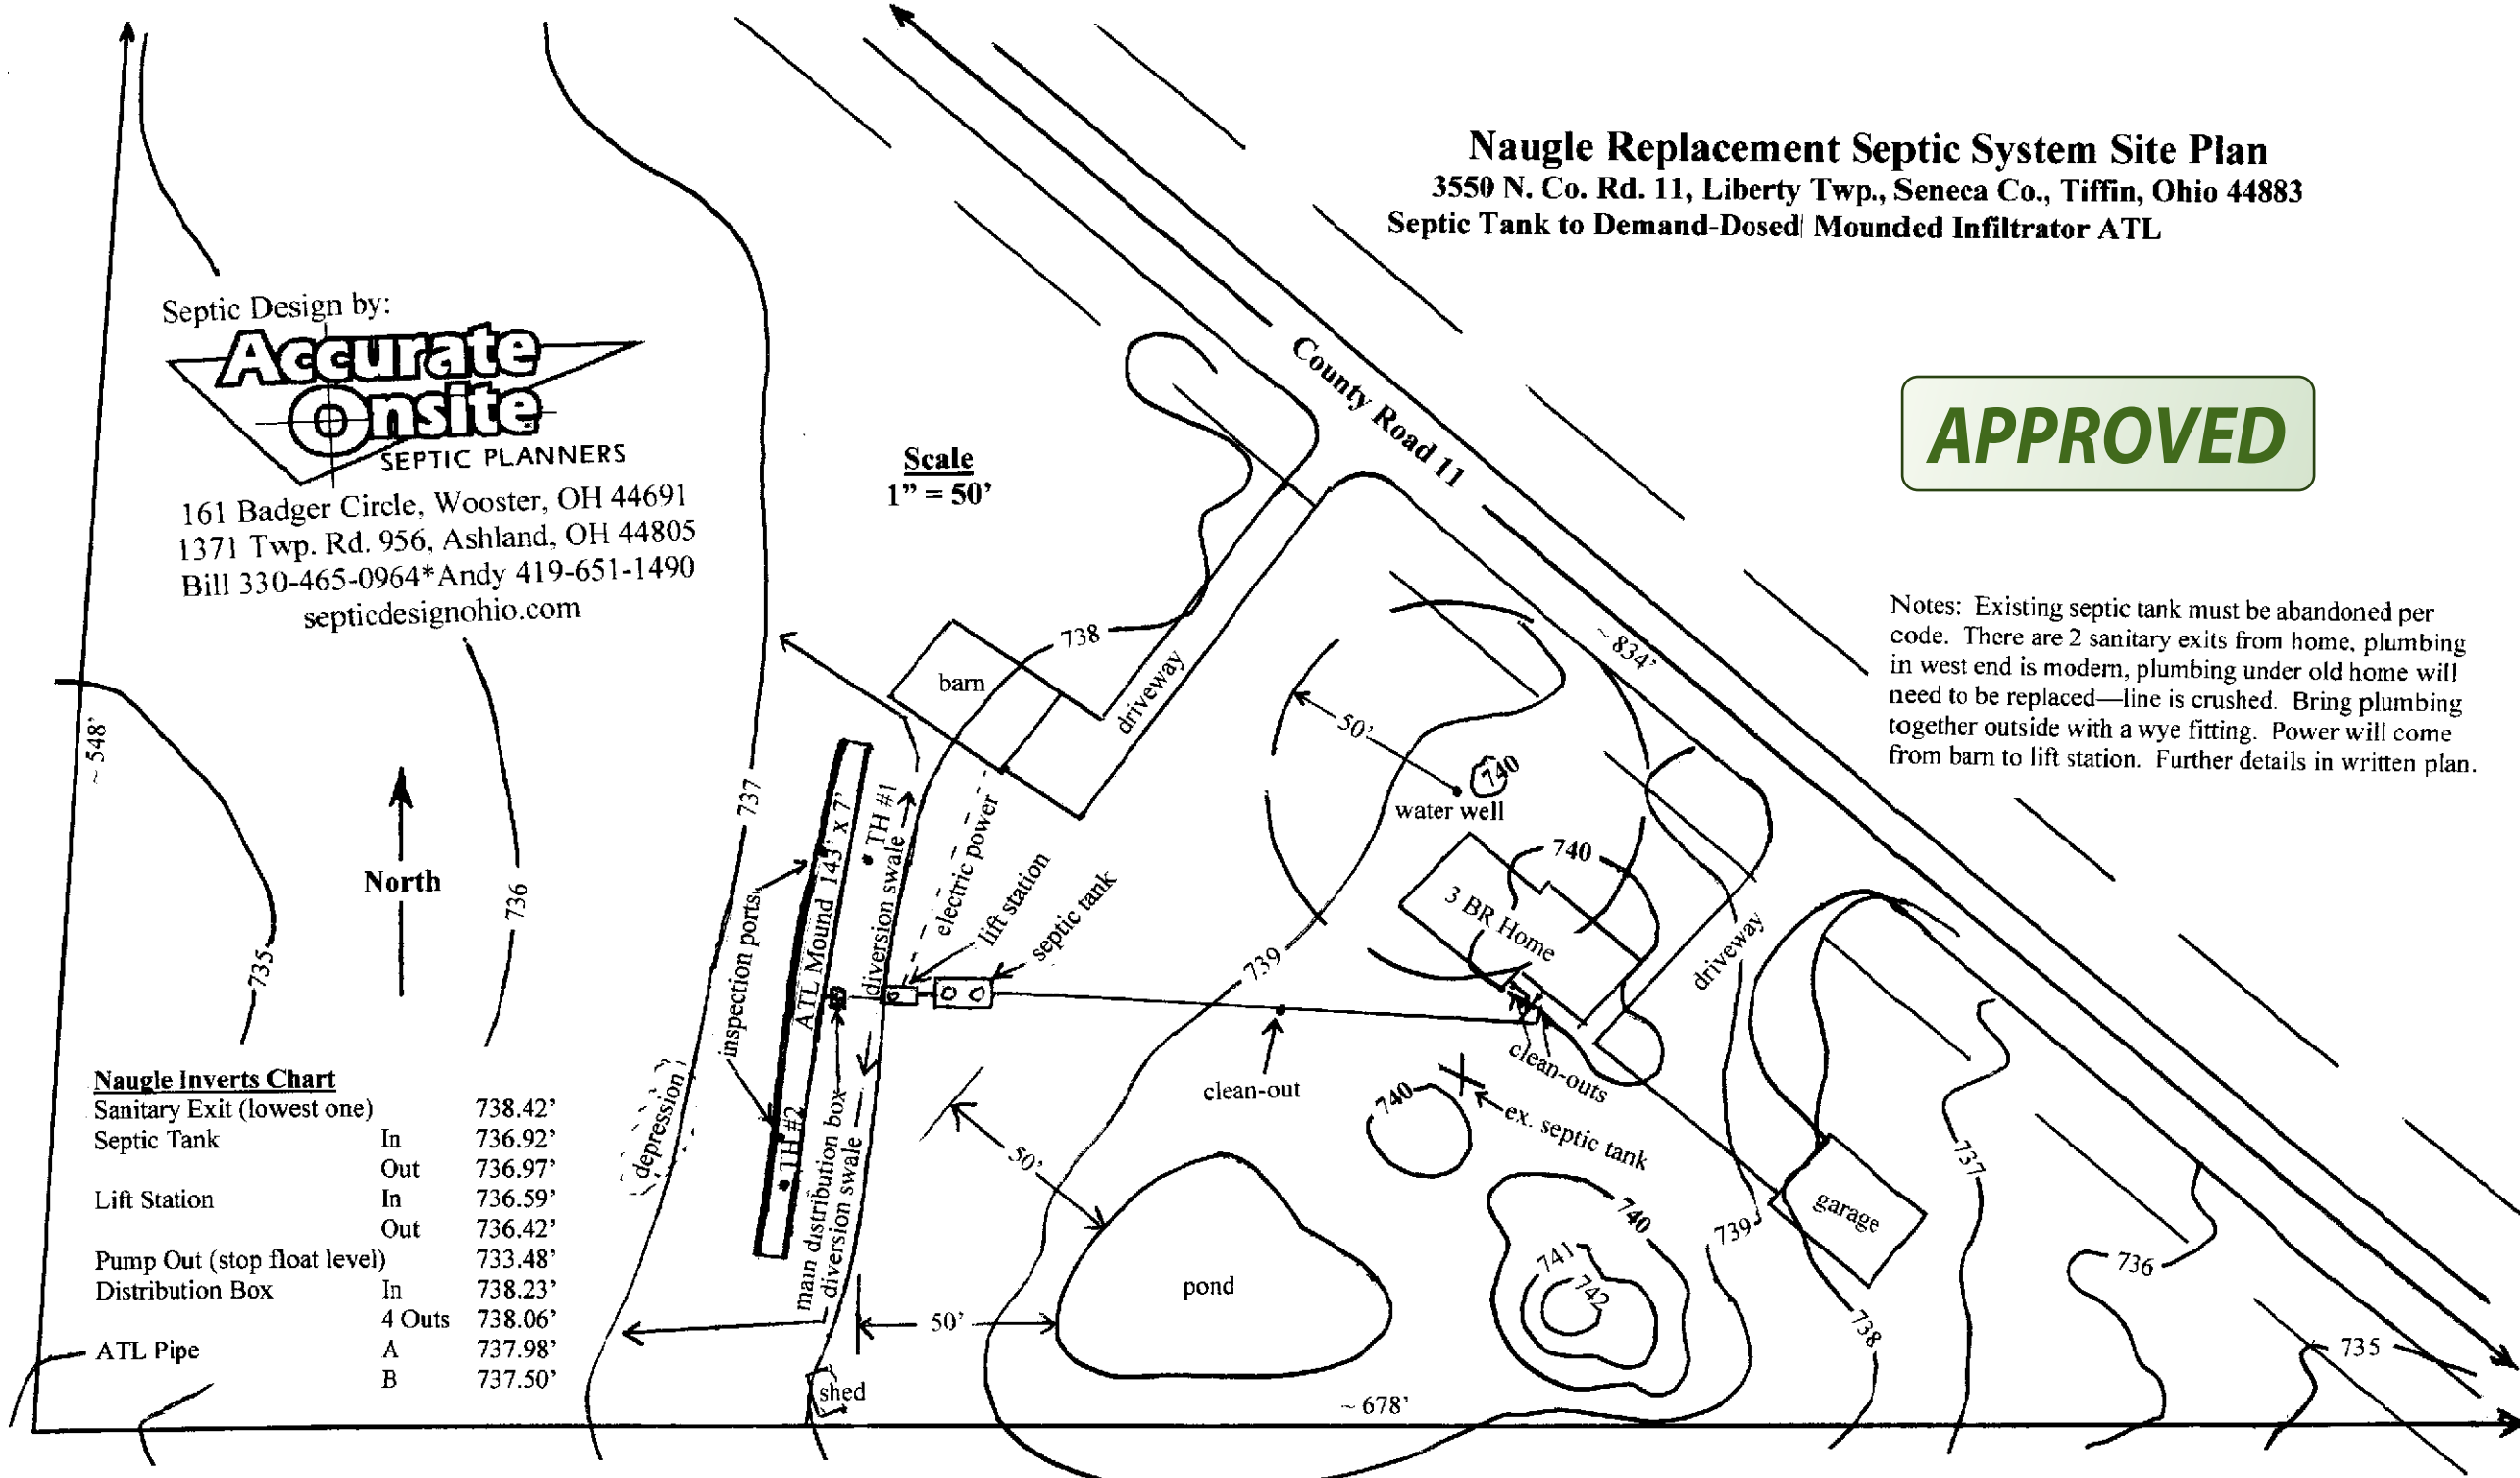 Naugle Replacement Septic System Site Plan
3550 N. Co. Rd. 11, Liberty Twp., Seneca Co., Tiffin, Ohio 44883
Septic Tank to Demand-Dosed Mounded Infiltrator ATL
Septic Design by:
Accurate
Onsite
SEPTIC PLANNERS
161 Badger Circle, Wooster, OH 44691
1371 Twp. Rd. 956, Ashland, OH 44805
Bill 330-465-0964*Andy 419-651-1490
septicdesignohio.com
Scale
1” = 50’
County Road 11
APPROVED
Notes: Existing septic tank must be abandoned per
code. There are 2 sanitary exits from home, plumbing
in west end is modern, plumbing under old home will
need to be replaced—line is crushed. Bring plumbing
together outside with a wye fitting. Power will come
from barn to lift station. Further details in written plan.
~ 834’
738
barn
driveway
50’
740
water well
~ 548’
737
North
736
735
ATL Mound 143’ x 7’
TH #1
diversion swale
electric power
lift station
septic tank
inspection ports
740
3 BR Home
driveway
739
clean-out
clean-outs
740
ex. septic tank
depression
TH #2
main distribution box
diversion swale
50’
50’
pond
shed
740
741
742
739
garage
738
737
736
735
~ 678’
Naugle Inverts Chart
Sanitary Exit (lowest one) 738.42’
Septic Tank In 736.92’
Out 736.97’
Lift Station In 736.59’
Out 736.42’
Pump Out (stop float level) 733.48’
Distribution Box In 738.23’
4 Outs 738.06’
ATL Pipe A 737.98’
B 737.50’